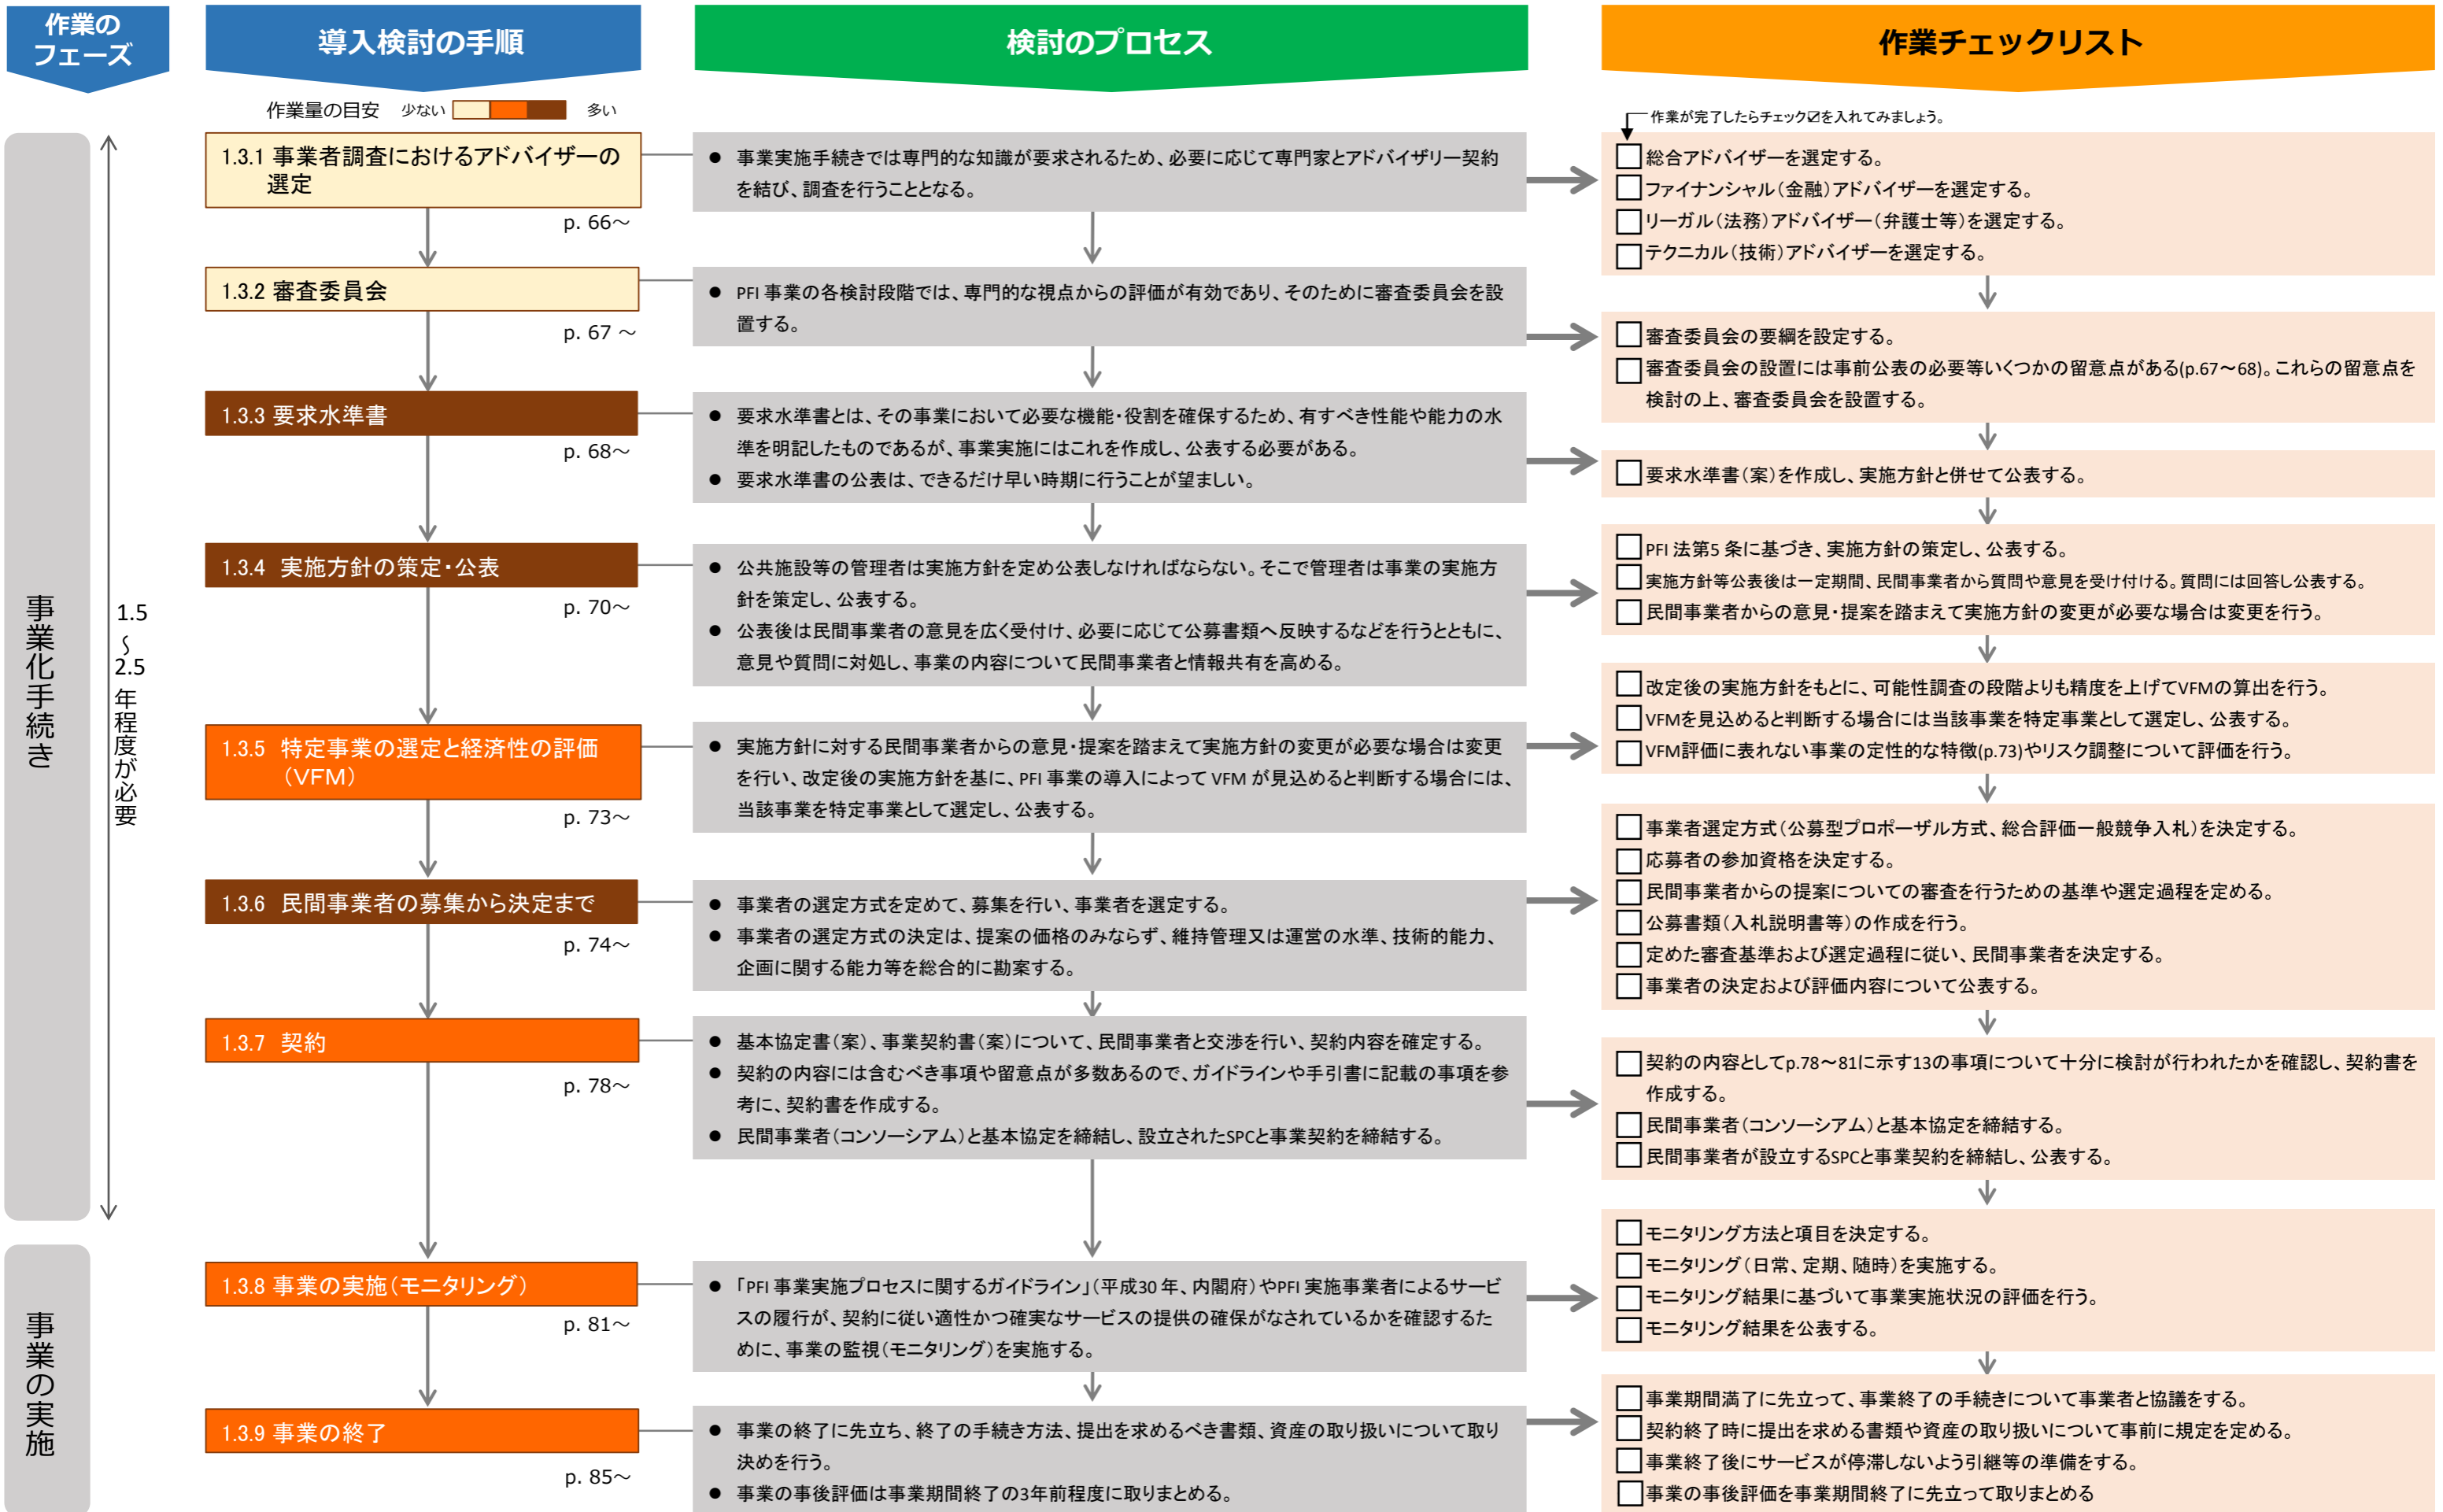 作業の
フェーズ
導入検討の手順
検討のプロセス
作業チェックリスト
作業量の目安 少ない 多い
作業が完了したらチェック☑を入れてみましょう。
事業化手続き
1.5
～
2.5
年程度が必要
1.3.1 事業者調査におけるアドバイザーの
選定
p. 66～
● 事業実施手続きでは専門的な知識が要求されるため、必要に応じて専門家とアドバイザリー契約
を結び、調査を行うこととなる。
□総合アドバイザーを選定する。
□ファイナンシャル（金融）アドバイザーを選定する。
□リーガル（法務）アドバイザー（弁護士等）を選定する。
□テクニカル（技術）アドバイザーを選定する。
1.3.2 審査委員会
p. 67 ～
● PFI 事業の各検討段階では、専門的な視点からの評価が有効であり、そのために審査委員会を設
置する。
□審査委員会の要綱を設定する。
□審査委員会の設置には事前公表の必要等いくつかの留意点がある(p.67～68)。これらの留意点を
検討の上、審査委員会を設置する。
1.3.3 要求水準書
p. 68～
● 要求水準書とは、その事業において必要な機能・役割を確保するため、有すべき性能や能力の水
準を明記したものであるが、事業実施にはこれを作成し、公表する必要がある。
● 要求水準書の公表は、できるだけ早い時期に行うことが望ましい。
□要求水準書（案）を作成し、実施方針と併せて公表する。
1.3.4 実施方針の策定・公表
p. 70～
● 公共施設等の管理者は実施方針を定め公表しなければならない。そこで管理者は事業の実施方
針を策定し、公表する。
● 公表後は民間事業者の意見を広く受付け、必要に応じて公募書類へ反映するなどを行うとともに、
意見や質問に対処し、事業の内容について民間事業者と情報共有を高める。
□PFI 法第5 条に基づき、実施方針の策定し、公表する。
□実施方針等公表後は一定期間、民間事業者から質問や意見を受け付ける。質問には回答し公表する。
□民間事業者からの意見・提案を踏まえて実施方針の変更が必要な場合は変更を行う。
1.3.5 特定事業の選定と経済性の評価
（VFM）
p. 73～
● 実施方針に対する民間事業者からの意見・提案を踏まえて実施方針の変更が必要な場合は変更
を行い、改定後の実施方針を基に、PFI 事業の導入によって VFM が見込めると判断する場合には、
当該事業を特定事業として選定し、公表する。
□改定後の実施方針をもとに、可能性調査の段階よりも精度を上げてVFMの算出を行う。
□VFMを見込めると判断する場合には当該事業を特定事業として選定し、公表する。
□VFM評価に表れない事業の定性的な特徴(p.73)やリスク調整について評価を行う。
1.3.6 民間事業者の募集から決定まで
p. 74～
● 事業者の選定方式を定めて、募集を行い、事業者を選定する。
● 事業者の選定方式の決定は、提案の価格のみならず、維持管理又は運営の水準、技術的能力、
企画に関する能力等を総合的に勘案する。
□事業者選定方式（公募型プロポーザル方式、総合評価一般競争入札）を決定する。
□応募者の参加資格を決定する。
□民間事業者からの提案についての審査を行うための基準や選定過程を定める。
□公募書類（入札説明書等）の作成を行う。
□定めた審査基準および選定過程に従い、民間事業者を決定する。
□事業者の決定および評価内容について公表する。
1.3.7 契約
p. 78～
● 基本協定書（案）、事業契約書（案）について、民間事業者と交渉を行い、契約内容を確定する。
● 契約の内容には含むべき事項や留意点が多数あるので、ガイドラインや手引書に記載の事項を参
考に、契約書を作成する。
● 民間事業者（コンソーシアム）と基本協定を締結し、設立されたSPCと事業契約を締結する。
□契約の内容としてp.78～81に示す13の事項について十分に検討が行われたかを確認し、契約書を
作成する。
□民間事業者（コンソーシアム）と基本協定を締結する。
□民間事業者が設立するSPCと事業契約を締結し、公表する。
事業の実施
1.3.8 事業の実施（モニタリング）
p. 81～
● 「PFI 事業実施プロセスに関するガイドライン」（平成30 年、内閣府）やPFI 実施事業者によるサービ
スの履行が、契約に従い適性かつ確実なサービスの提供の確保がなされているかを確認するた
めに、事業の監視（モニタリング）を実施する。
□モニタリング方法と項目を決定する。
□モニタリング（日常、定期、随時）を実施する。
□モニタリング結果に基づいて事業実施状況の評価を行う。
□モニタリング結果を公表する。
1.3.9 事業の終了
p. 85～
● 事業の終了に先立ち、終了の手続き方法、提出を求めるべき書類、資産の取り扱いについて取り
決めを行う。
● 事業の事後評価は事業期間終了の3年前程度に取りまとめる。
□事業期間満了に先立って、事業終了の手続きについて事業者と協議をする。
□契約終了時に提出を求める書類や資産の取り扱いについて事前に規定を定める。
□事業終了後にサービスが停滞しないよう引継等の準備をする。
□事業の事後評価を事業期間終了に先立って取りまとめる